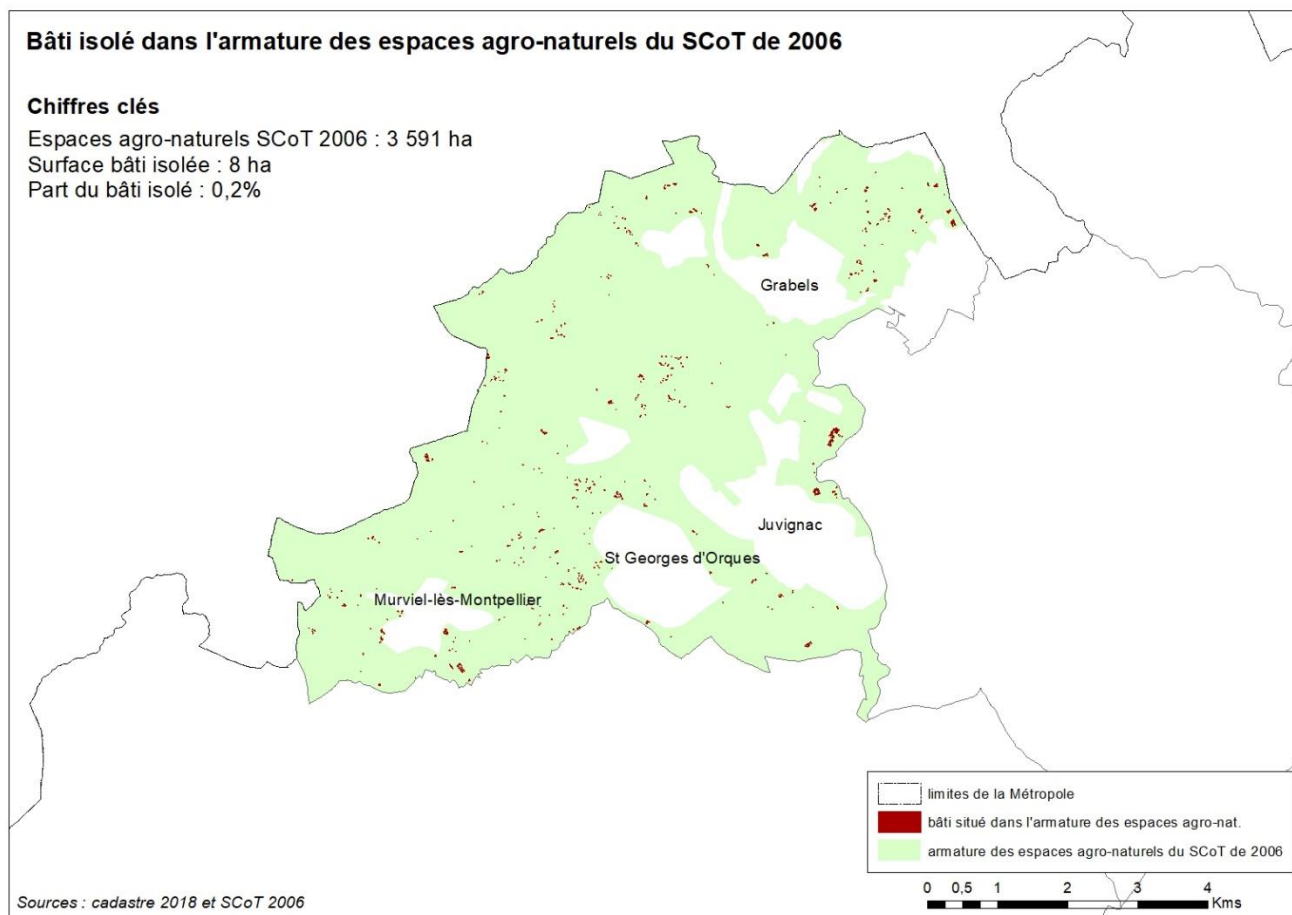 Bâti isolé dans l'armature des espaces agro-naturels du SCoT de 2006
Chiffres clés
Espaces agro-naturels SCoT 2006 : 3 591 ha
Surface bâti isolée : 8 ha
Part du bâti isolé : 0,2%
Grabels
Juvignac
St Georges d'Orques
Murviel-lès-Montpellier
limites de la Métropole
bâti situé dans l'armature des espaces agro-nat.
armature des espaces agro-naturels du SCoT de 2006
0 0,5 1 2 3 4
Kms
Sources : cadastre 2018 et SCoT 2006